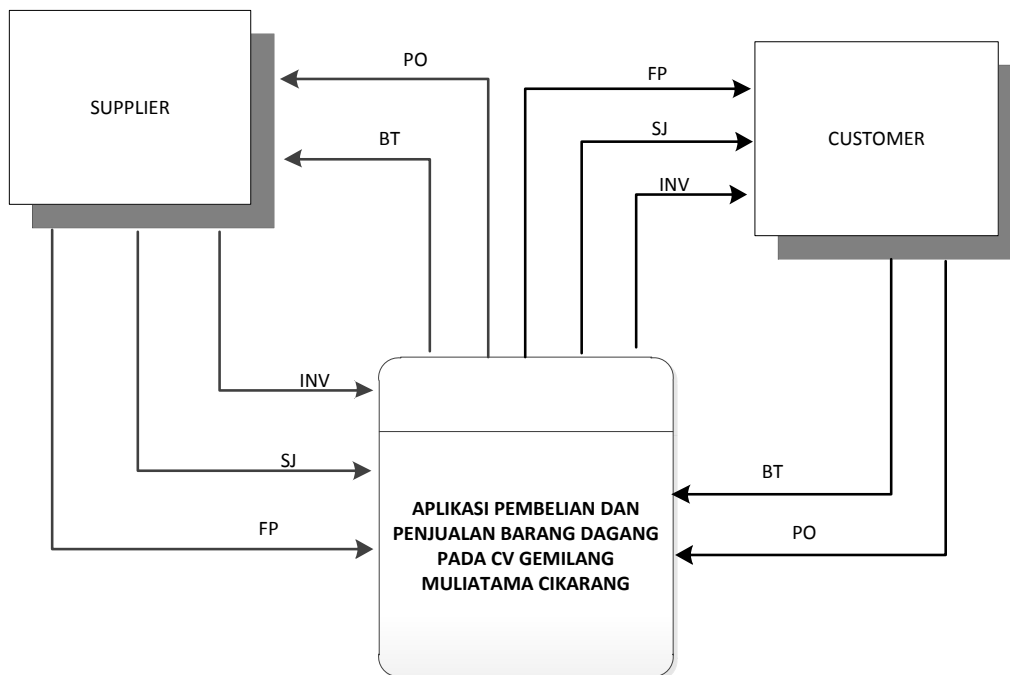 PO
FP
SUPPLIER
SJ
CUSTOMER
BT
INV
INV
SJ
BT
APLIKASI PEMBELIAN DAN
PENJUALAN BARANG DAGANG
PADA CV GEMILANG
MULIATAMA CIKARANG
FP
PO